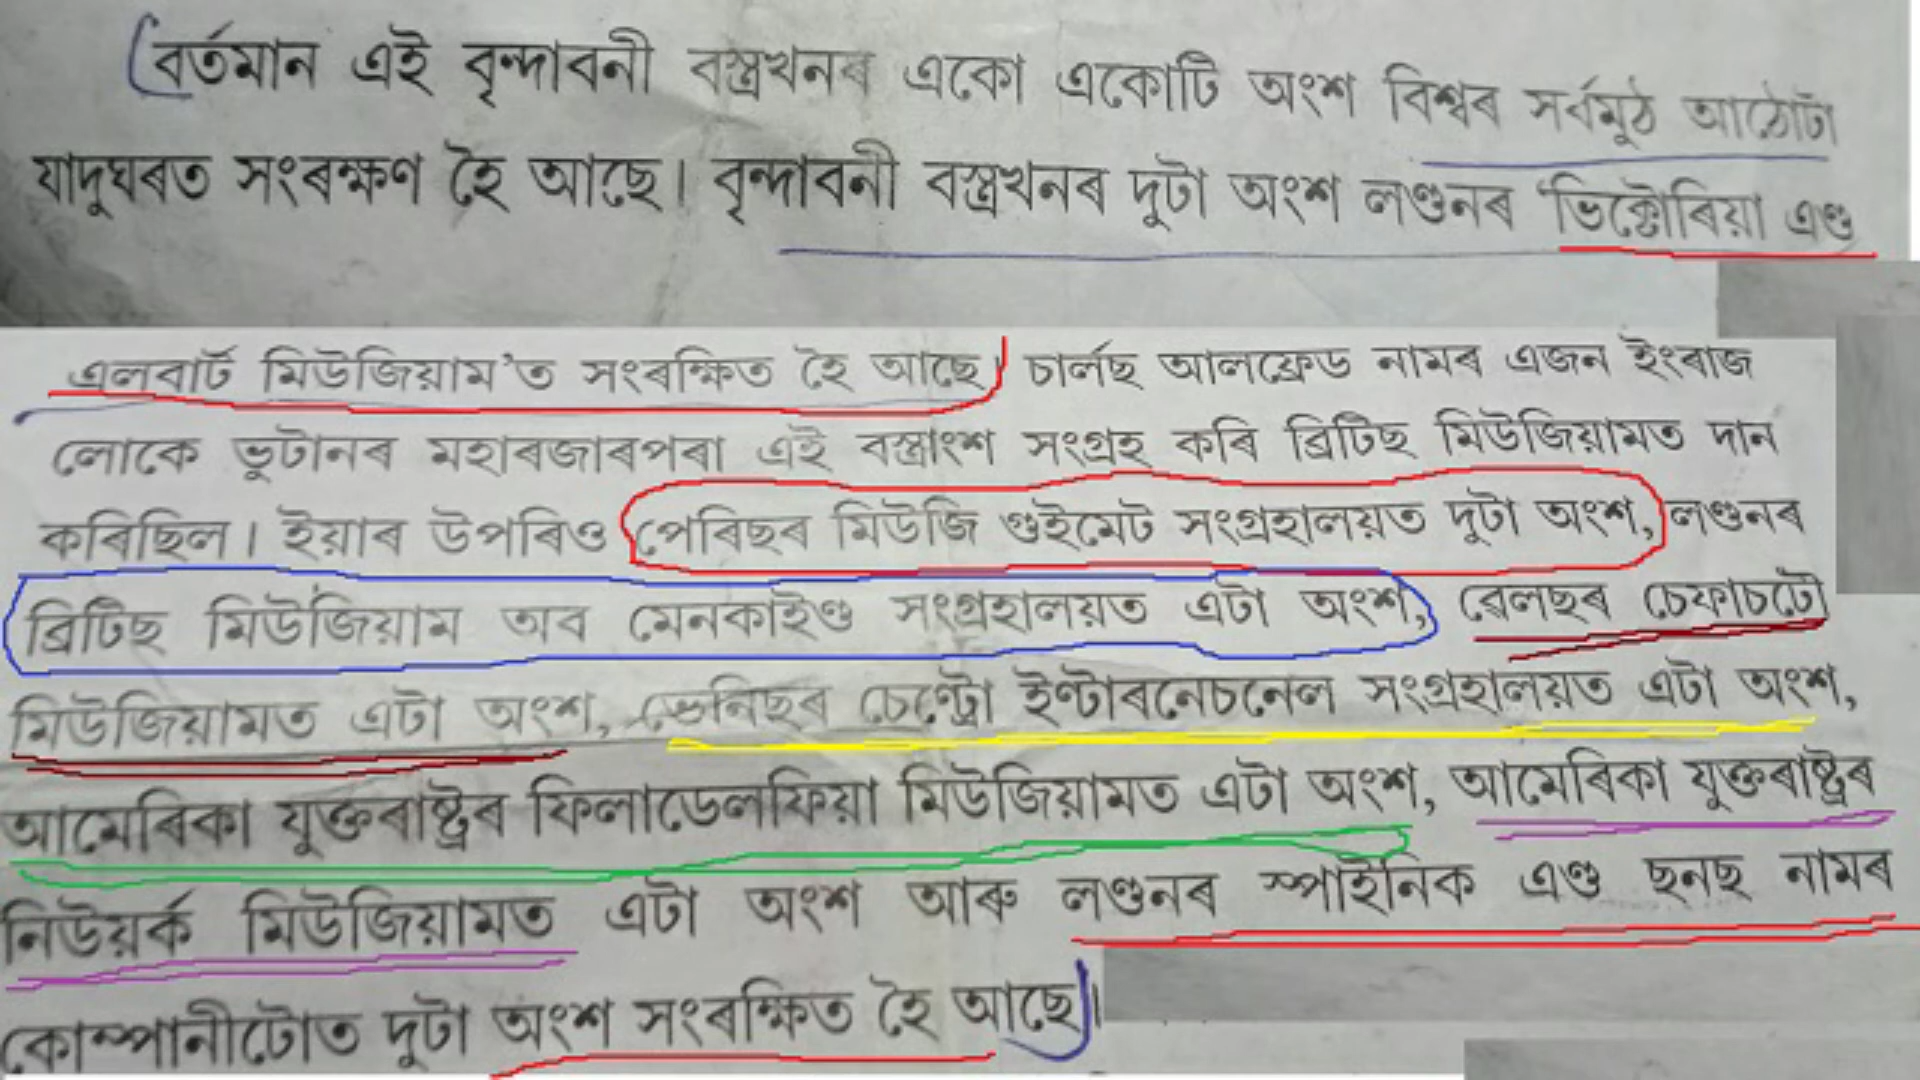 বৰ্তমান এই বৃন্দাবনী বস্ত্ৰখনৰ একো একোটি অংশ বিশ্বৰ সৰ্বমুঠ আঠোটা
যাদুঘৰত সংৰক্ষণ হৈ আছে। বৃন্দাবনী বস্ত্ৰখনৰ দুটা অংশ লণ্ডনৰ ‘ভিক্টোৰিয়া এণ্ড
এলবাৰ্ট মিউজিয়াম’ত সংৰক্ষিত হৈ আছে। চাৰ্লছ আলফ্ৰেড নামৰ এজন ইংৰাজ
লোকে ভুটানৰ মহাৰজাৰপৰা এই বস্ত্ৰাংশ সংগ্ৰহ কৰি ব্ৰিটিছ মিউজিয়ামত দান
কৰিছিল। ইয়াৰ উপৰিও পেৰিছৰ মিউজি গুইমেট সংগ্ৰহালয়ত দুটা অংশ, লণ্ডনৰ
ব্ৰিটিছ মিউজিয়াম অব মেনকাইণ্ড সংগ্ৰহালয়ত এটা অংশ, ৱেলছৰ চেফাচটৌ
মিউজিয়ামত এটা অংশ, ভেনিছৰ চেণ্ট্ৰো ইণ্টাৰনেচনেল সংগ্ৰহালয়ত এটা অংশ,
আমেৰিকা যুক্তৰাষ্ট্ৰৰ ফিলাডেলফিয়া মিউজিয়ামত এটা অংশ, আমেৰিকা যুক্তৰাষ্ট্ৰৰ
নিউয়ৰ্ক মিউজিয়ামত এটা অংশ আৰু লণ্ডনৰ স্পাইনিক এণ্ড ছনছ নামৰ
কোম্পানীটোত দুটা অংশ সংৰক্ষিত হৈ আছে।